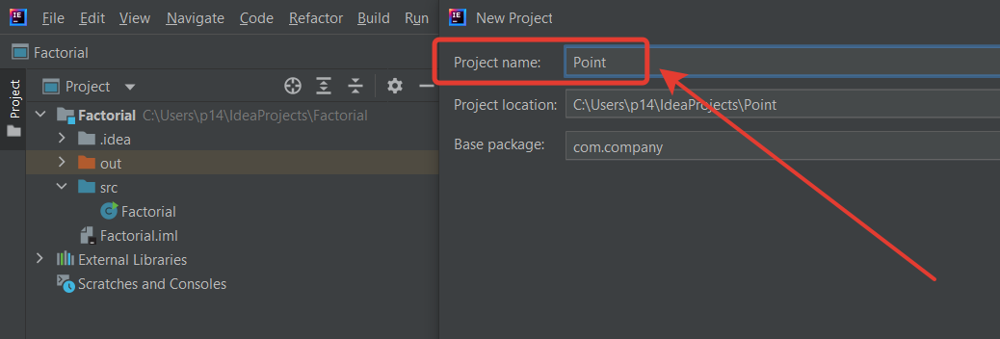 File Edit View Navigate Code Refactor Build Run
Factorial
Project
Project
Factorial C:\Users\p14\IdeaProjects\Factorial
.idea
out
src
Factorial
Factorial.iml
External Libraries
Scratches and Consoles
New Project
Project name: Point
Project location: C:\Users\p14\IdeaProjects\Point
Base package: com.company